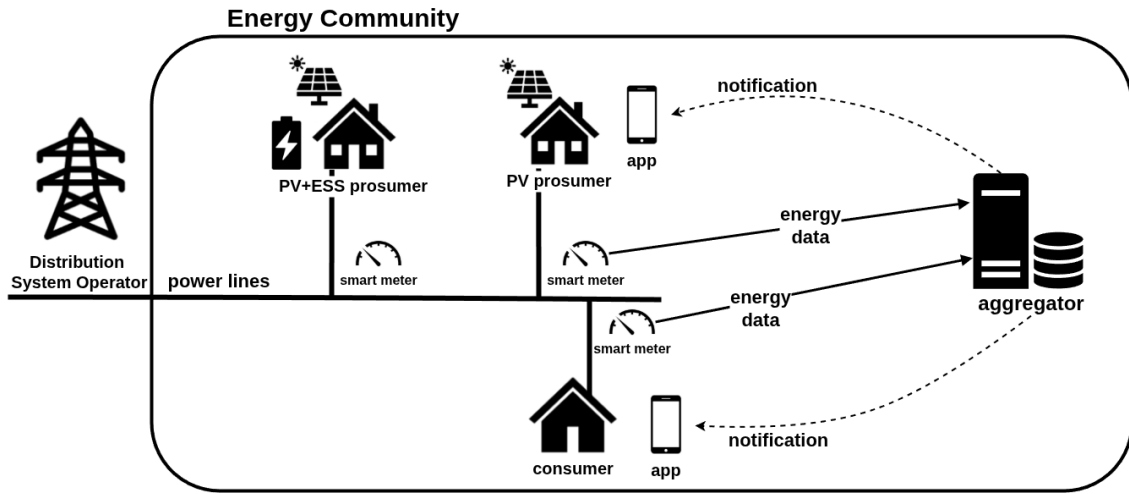 Energy Community
notification
app
PV+ESS prosumer
PV prosumer
energy
data
Distribution
System Operator
power lines
smart meter
smart meter
energy
data
aggregator
smart meter
notification
consumer
app